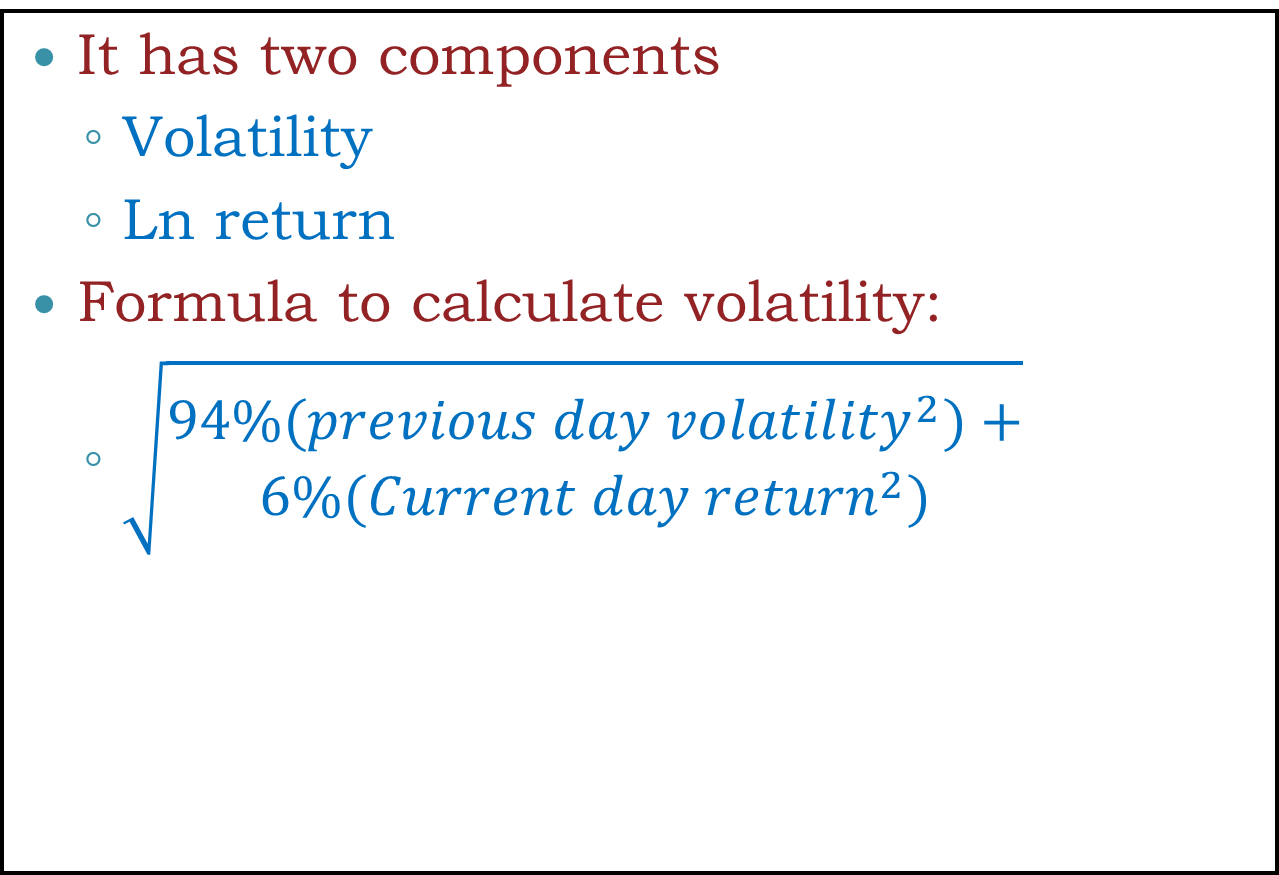 • It has two components
◦ Volatility
◦ Ln return
• Formula to calculate volatility:
◦ √94%(previous day volatility²) +
6%(Current day return²)